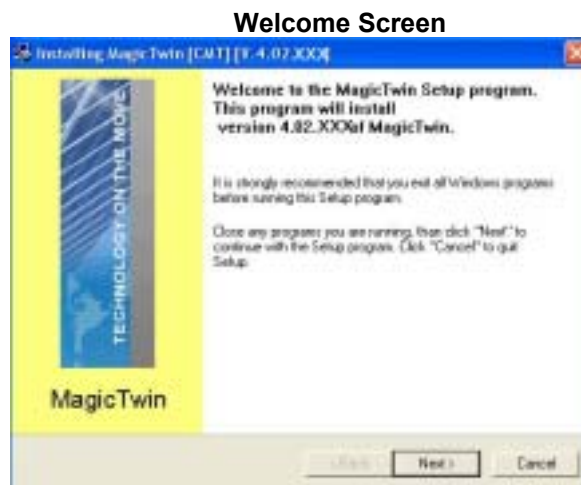 Welcome Screen
Installing MagicTwin [CMT] [V. 4.02.XXX]
Welcome to the MagicTwin Setup program.
This program will install
version 4.02.XXXof MagicTwin.
It is strongly recommended that you exit all Windows programs
before running this Setup program.
Close any programs you are running, then click "Next" to
continue with the Setup program. Click "Cancel" to quit
Setup.
TECHNOLOGY ON THE MOVE
MagicTwin
< Back
Next >
Cancel